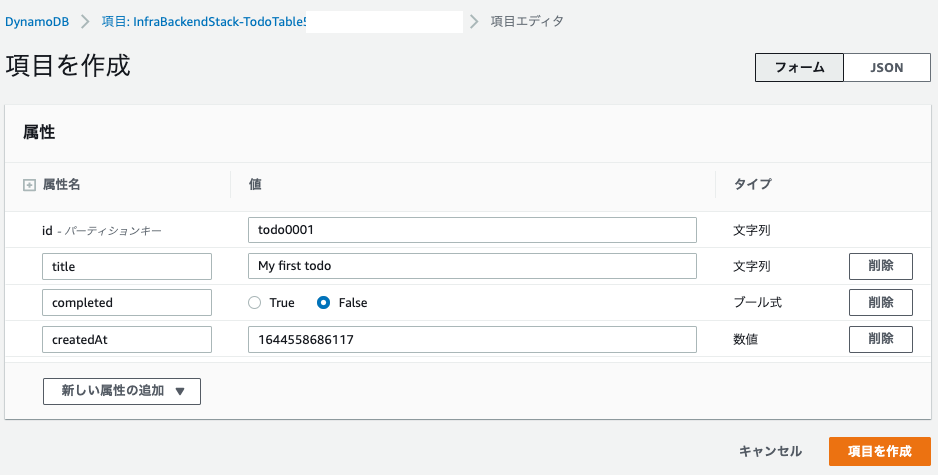 DynamoDB > 項目: InfraBackendStack-TodoTable5 > 項目エディタ
項目を作成
フォーム JSON
属性
属性名 値 タイプ
id - パーティションキー todo0001 文字列
title My first todo 文字列 削除
completed True False ブール式 削除
createdAt 1644558686117 数値 削除
新しい属性の追加 ▼
キャンセル 項目を作成